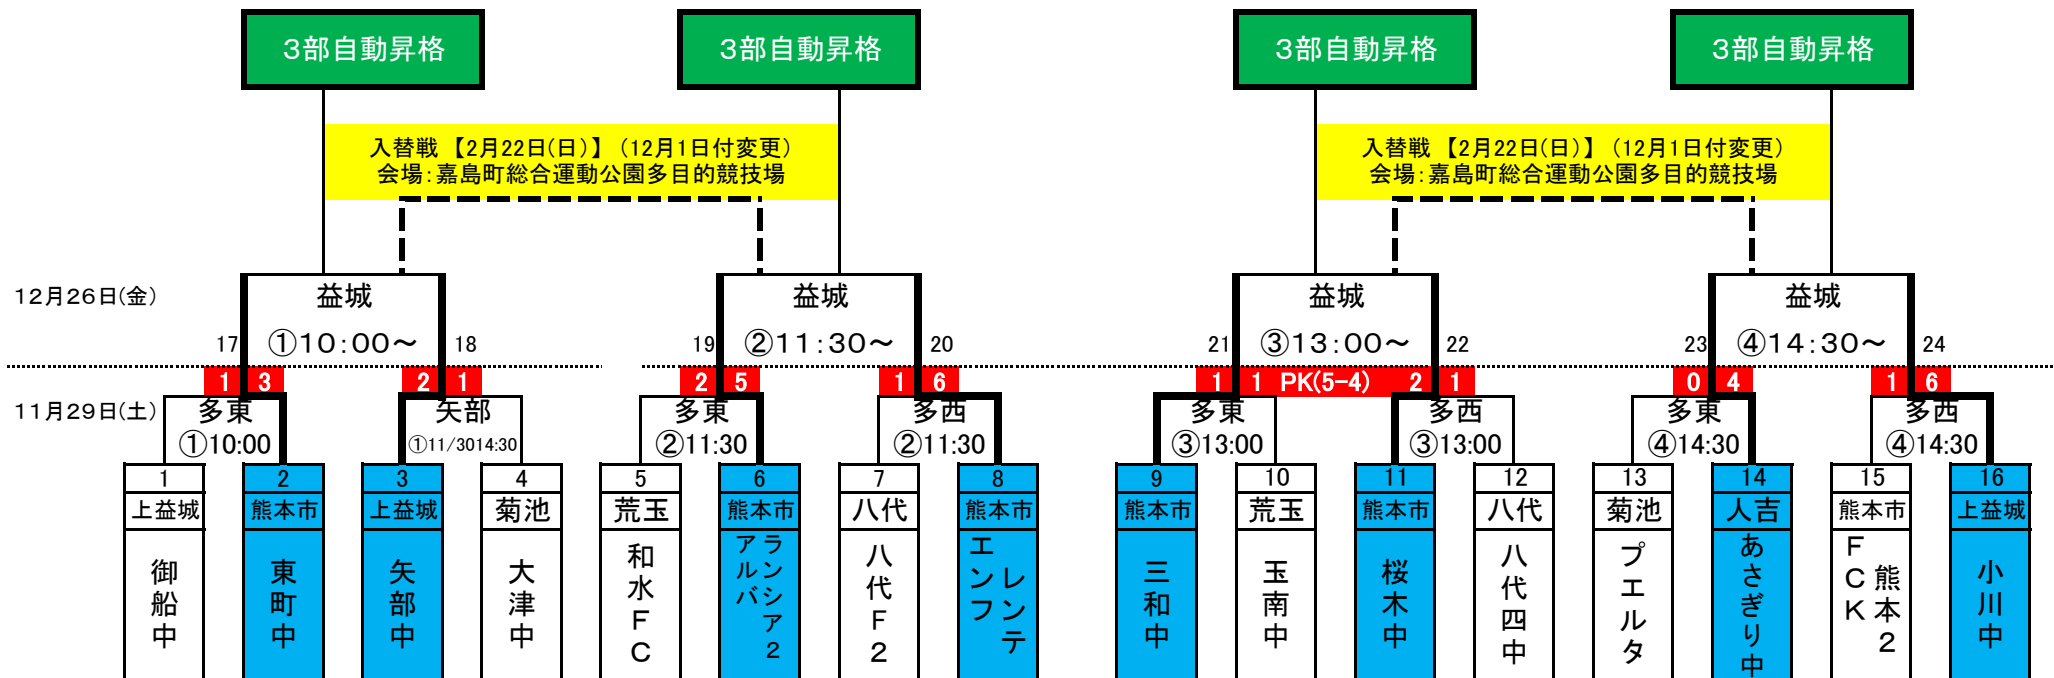 3部自動昇格
3部自動昇格
3部自動昇格
3部自動昇格
入替戦 【2月22日(日)】 (12月1日付変更)
会場:嘉島町総合運動公園多目的競技場
入替戦 【2月22日(日)】 (12月1日付変更)
会場:嘉島町総合運動公園多目的競技場
12月26日(金)
益城
益城
益城
益城
17 ①10:00～ 18
19 ②11:30～ 20
21 ③13:00～ 22
23 ④14:30～ 24
1 3
2 1
2 5
1 6
1 1 PK(5-4) 2 1
0 4
1 6
11月29日(土)
多東
矢部
多東
多西
多東
多西
多東
多西
①10:00
①11/3014:30
②11:30
②11:30
③13:00
③13:00
④14:30
④14:30
1 2 3 4 5 6 7 8 9 10 11 12 13 14 15 16
上益城 熊本市 上益城 菊池 荒玉 熊本市 八代 熊本市 熊本市 荒玉 熊本市 八代 菊池 人吉 熊本市 上益城
御船中
東町中
矢部中
大津中
和水FC
アルバ
ランシア2
八代F2
エンフ
レンテ
三和中
玉南中
桜木中
八代四中
プエルタ
あさぎり中
FCK
熊本2
小川中